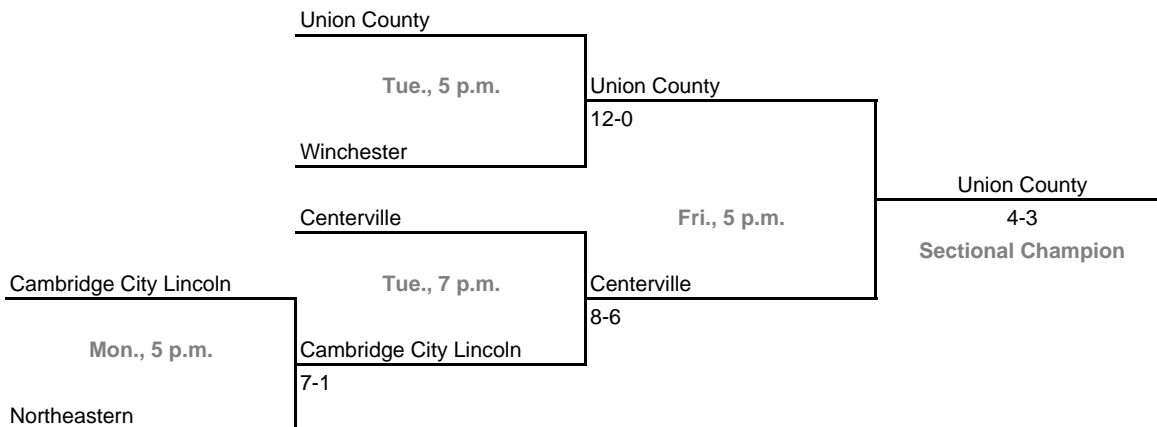 Union County
Tue., 5 p.m.
Union County
12-0
Winchester
Union County
Centerville
Fri., 5 p.m.
4-3
Sectional Champion
Cambridge City Lincoln
Tue., 7 p.m.
Centerville
8-6
Mon., 5 p.m.
Cambridge City Lincoln
7-1
Northeastern